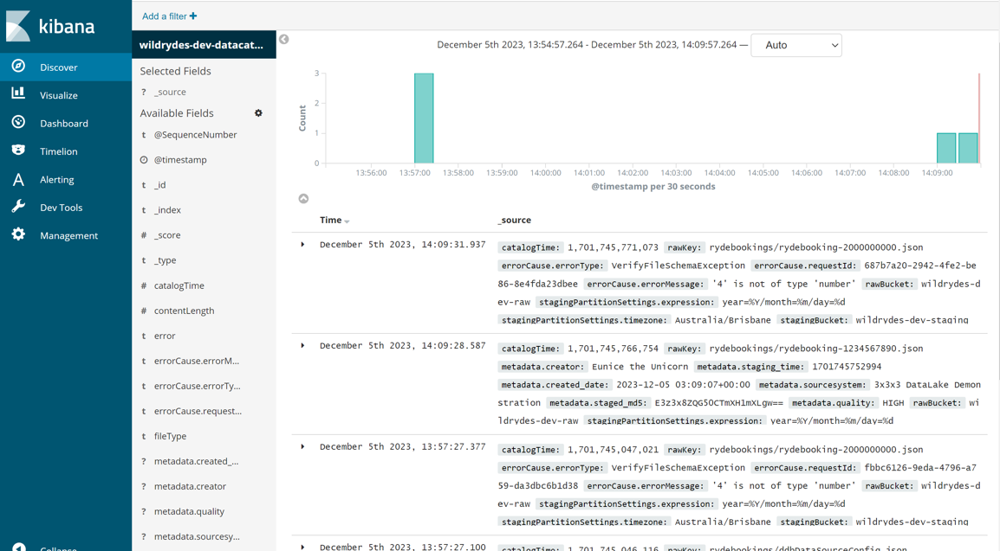 kibana
Discover
Visualize
Dashboard
Timelion
Alerting
Dev Tools
Management
Collapse
Add a filter +
wildrydes-dev-datacat...
Selected Fields
? _source
Available Fields
t @SequenceNumber
@timestamp
t _id
t _index
# _score
t _type
# catalogTime
# contentLength
t error
t errorCause.errorM...
t errorCause.errorTy...
t errorCause.request...
t fileType
? metadata.created_...
? metadata.creator
? metadata.quality
? metadata.sourcesy...
December 5th 2023, 13:54:57.264 - December 5th 2023, 14:09:57.264 — Auto
Count
3
2
1
0
13:56:00 13:57:00 13:58:00 13:59:00 14:00:00 14:01:00 14:02:00 14:03:00 14:04:00 14:05:00 14:06:00 14:07:00 14:08:00 14:09:00
@timestamp per 30 seconds
Time _source
December 5th 2023, 14:09:31.937 catalogTime: 1,701,745,771,073 rawKey: rydebookings/rydebooking-2000000000.json
errorCause.errorType: VerifyFileSchemaException errorCause.requestId: 687b7a20-2942-4fe2-be
86-8e4fda23dbee errorCause.errorMessage: '4' is not of type 'number' rawBucket: wildrydes-d
ev-raw stagingPartitionSettings.expression: year=%Y/month=%m/day=%d
stagingPartitionSettings.timezone: Australia/Brisbane stagingBucket: wildrydes-dev-staging
December 5th 2023, 14:09:28.587 catalogTime: 1,701,745,766,754 rawKey: rydebookings/rydebooking-1234567890.json
metadata.creator: Eunice the Unicorn metadata.staging_time: 1701745752994
metadata.created_date: 2023-12-05 03:09:07+00:00 metadata.sourcesystem: 3x3x3 DataLake Demon
stration metadata.staged_md5: E3z3x8ZQG5OCTmXH1mXLgw== metadata.quality: HIGH rawBucket: wi
ldrydes-dev-raw stagingPartitionSettings.expression: year=%Y/month=%m/day=%d
December 5th 2023, 13:57:27.377 catalogTime: 1,701,745,047,021 rawKey: rydebookings/rydebooking-2000000000.json
errorCause.errorType: VerifyFileSchemaException errorCause.requestId: fbbc6126-9eda-4796-a7
59-da3dbc6b1d38 errorCause.errorMessage: '4' is not of type 'number' rawBucket: wildrydes-d
ev-raw stagingPartitionSettings.expression: year=%Y/month=%m/day=%d
stagingPartitionSettings.timezone: Australia/Brisbane stagingBucket: wildrydes-dev-staging
December 5th 2023, 13:57:27.100 catalogTime: 1,701,745,046,116 rawKey: rydebookings/ddbDataSourceConfig.json